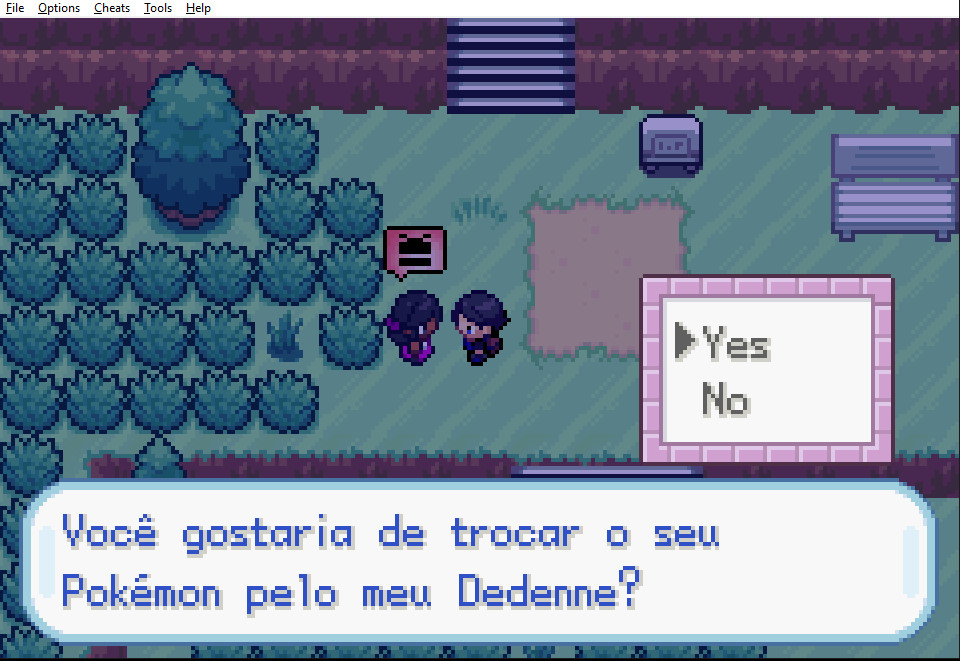 File Options Cheats Tools Help
Yes
No
Você gostaria de trocar o seu
Pokémon pelo meu Dedenne?